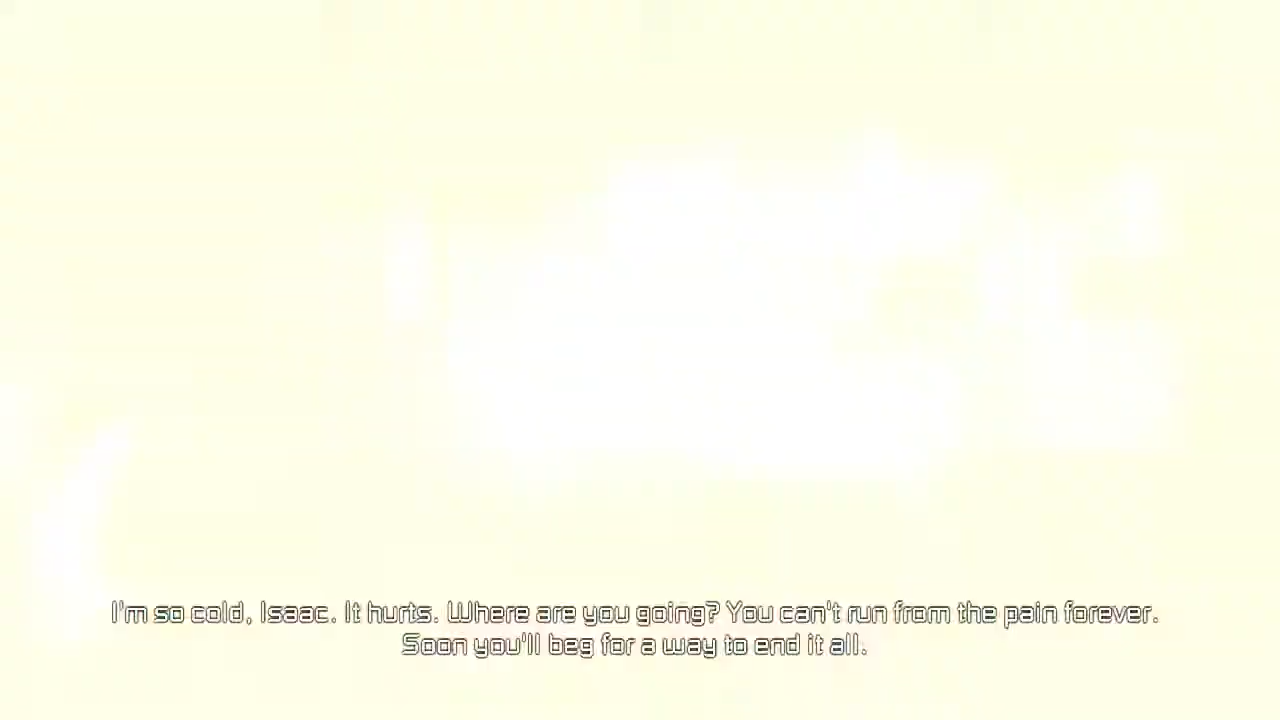 I'm so cold, Isaac. It hurts. Where are you going? You can't run from the pain forever.
Soon you'll beg for a way to end it all.